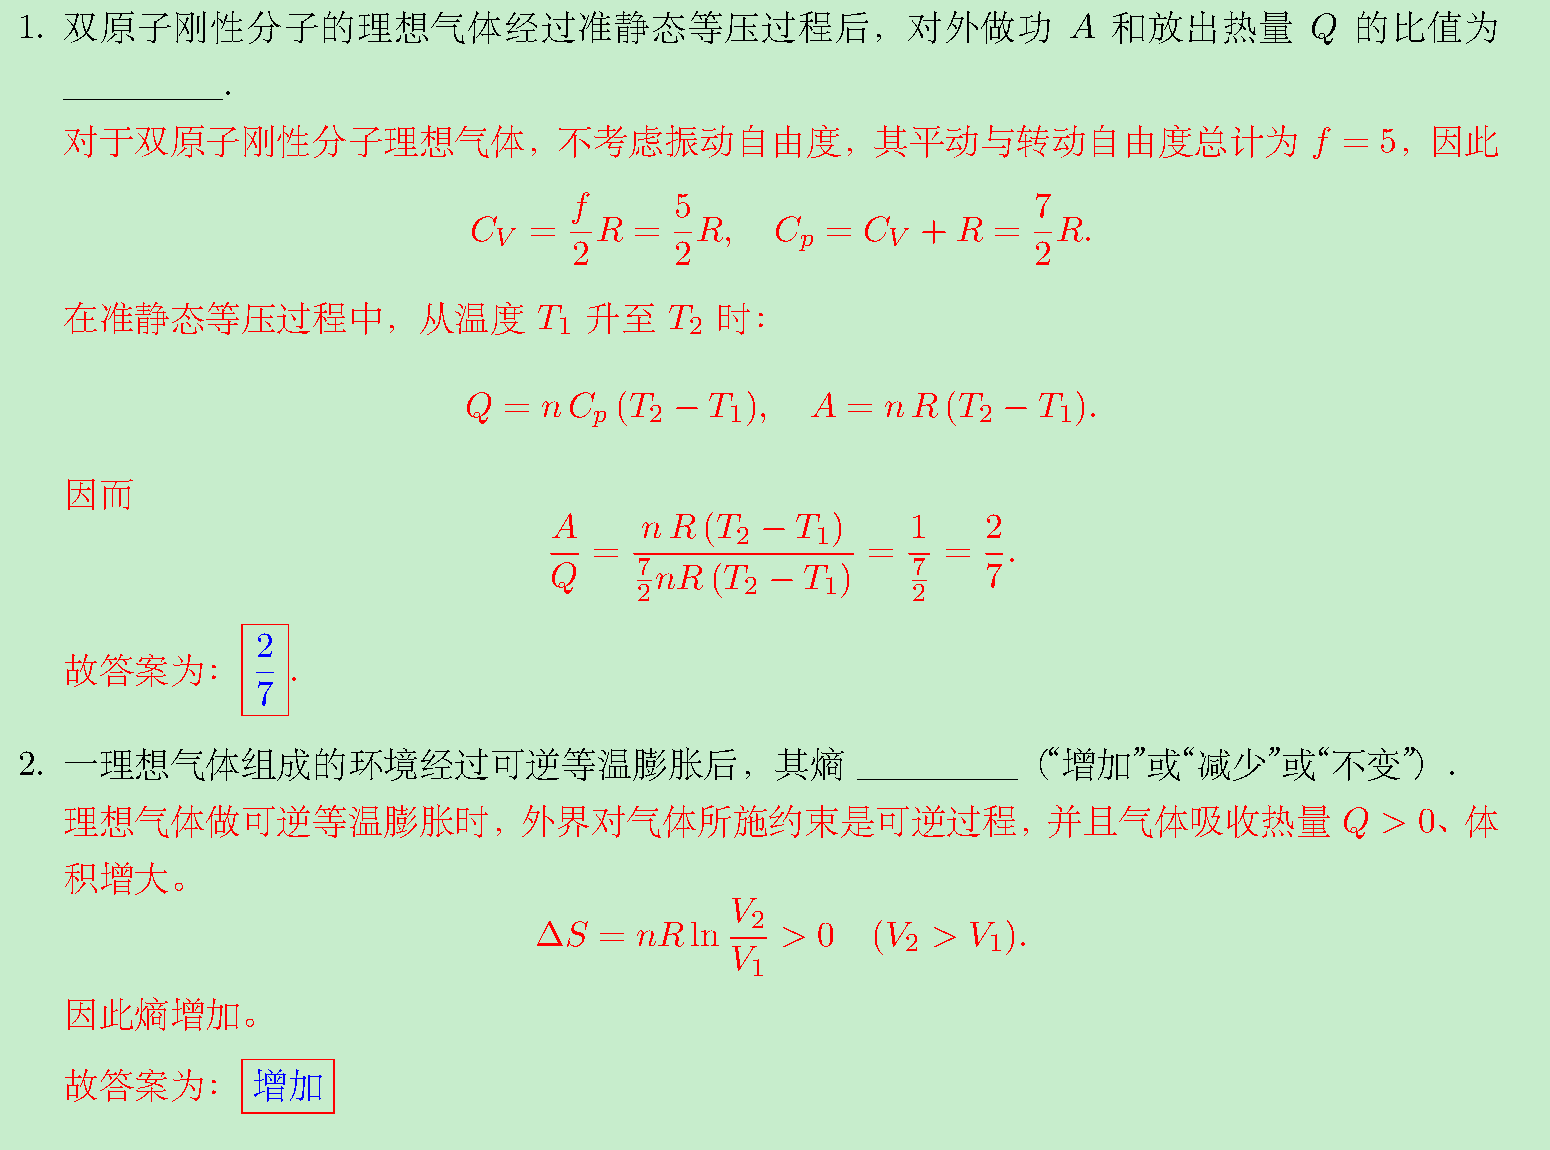 1. 双原子刚性分子的理想气体经过准静态等压过程后，对外做功 A 和放出热量 Q 的比值为
________.
对于双原子刚性分子理想气体，不考虑振动自由度，其平动与转动自由度总计为 f = 5，因此
C_V = \frac{f}{2}R = \frac{5}{2}R, C_p = C_V + R = \frac{7}{2}R.
在准静态等压过程中，从温度 T_1 升至 T_2 时：
Q = n C_p (T_2 − T_1), A = n R (T_2 − T_1).
因而
\frac{A}{Q} = \frac{n R (T_2 − T_1)}{\frac{7}{2}nR (T_2 − T_1)} = \frac{1}{\frac{7}{2}} = \frac{2}{7}.
故答案为：\frac{2}{7}.
2. 一理想气体组成的环境经过可逆等温膨胀后，其熵 ________（“增加”或“减少”或“不变”）.
理想气体做可逆等温膨胀时，外界对气体所施约束是可逆过程，并且气体吸收热量 Q > 0、体
积增大。
ΔS = nR ln \frac{V_2}{V_1} > 0 (V_2 > V_1).
因此熵增加。
故答案为：增加